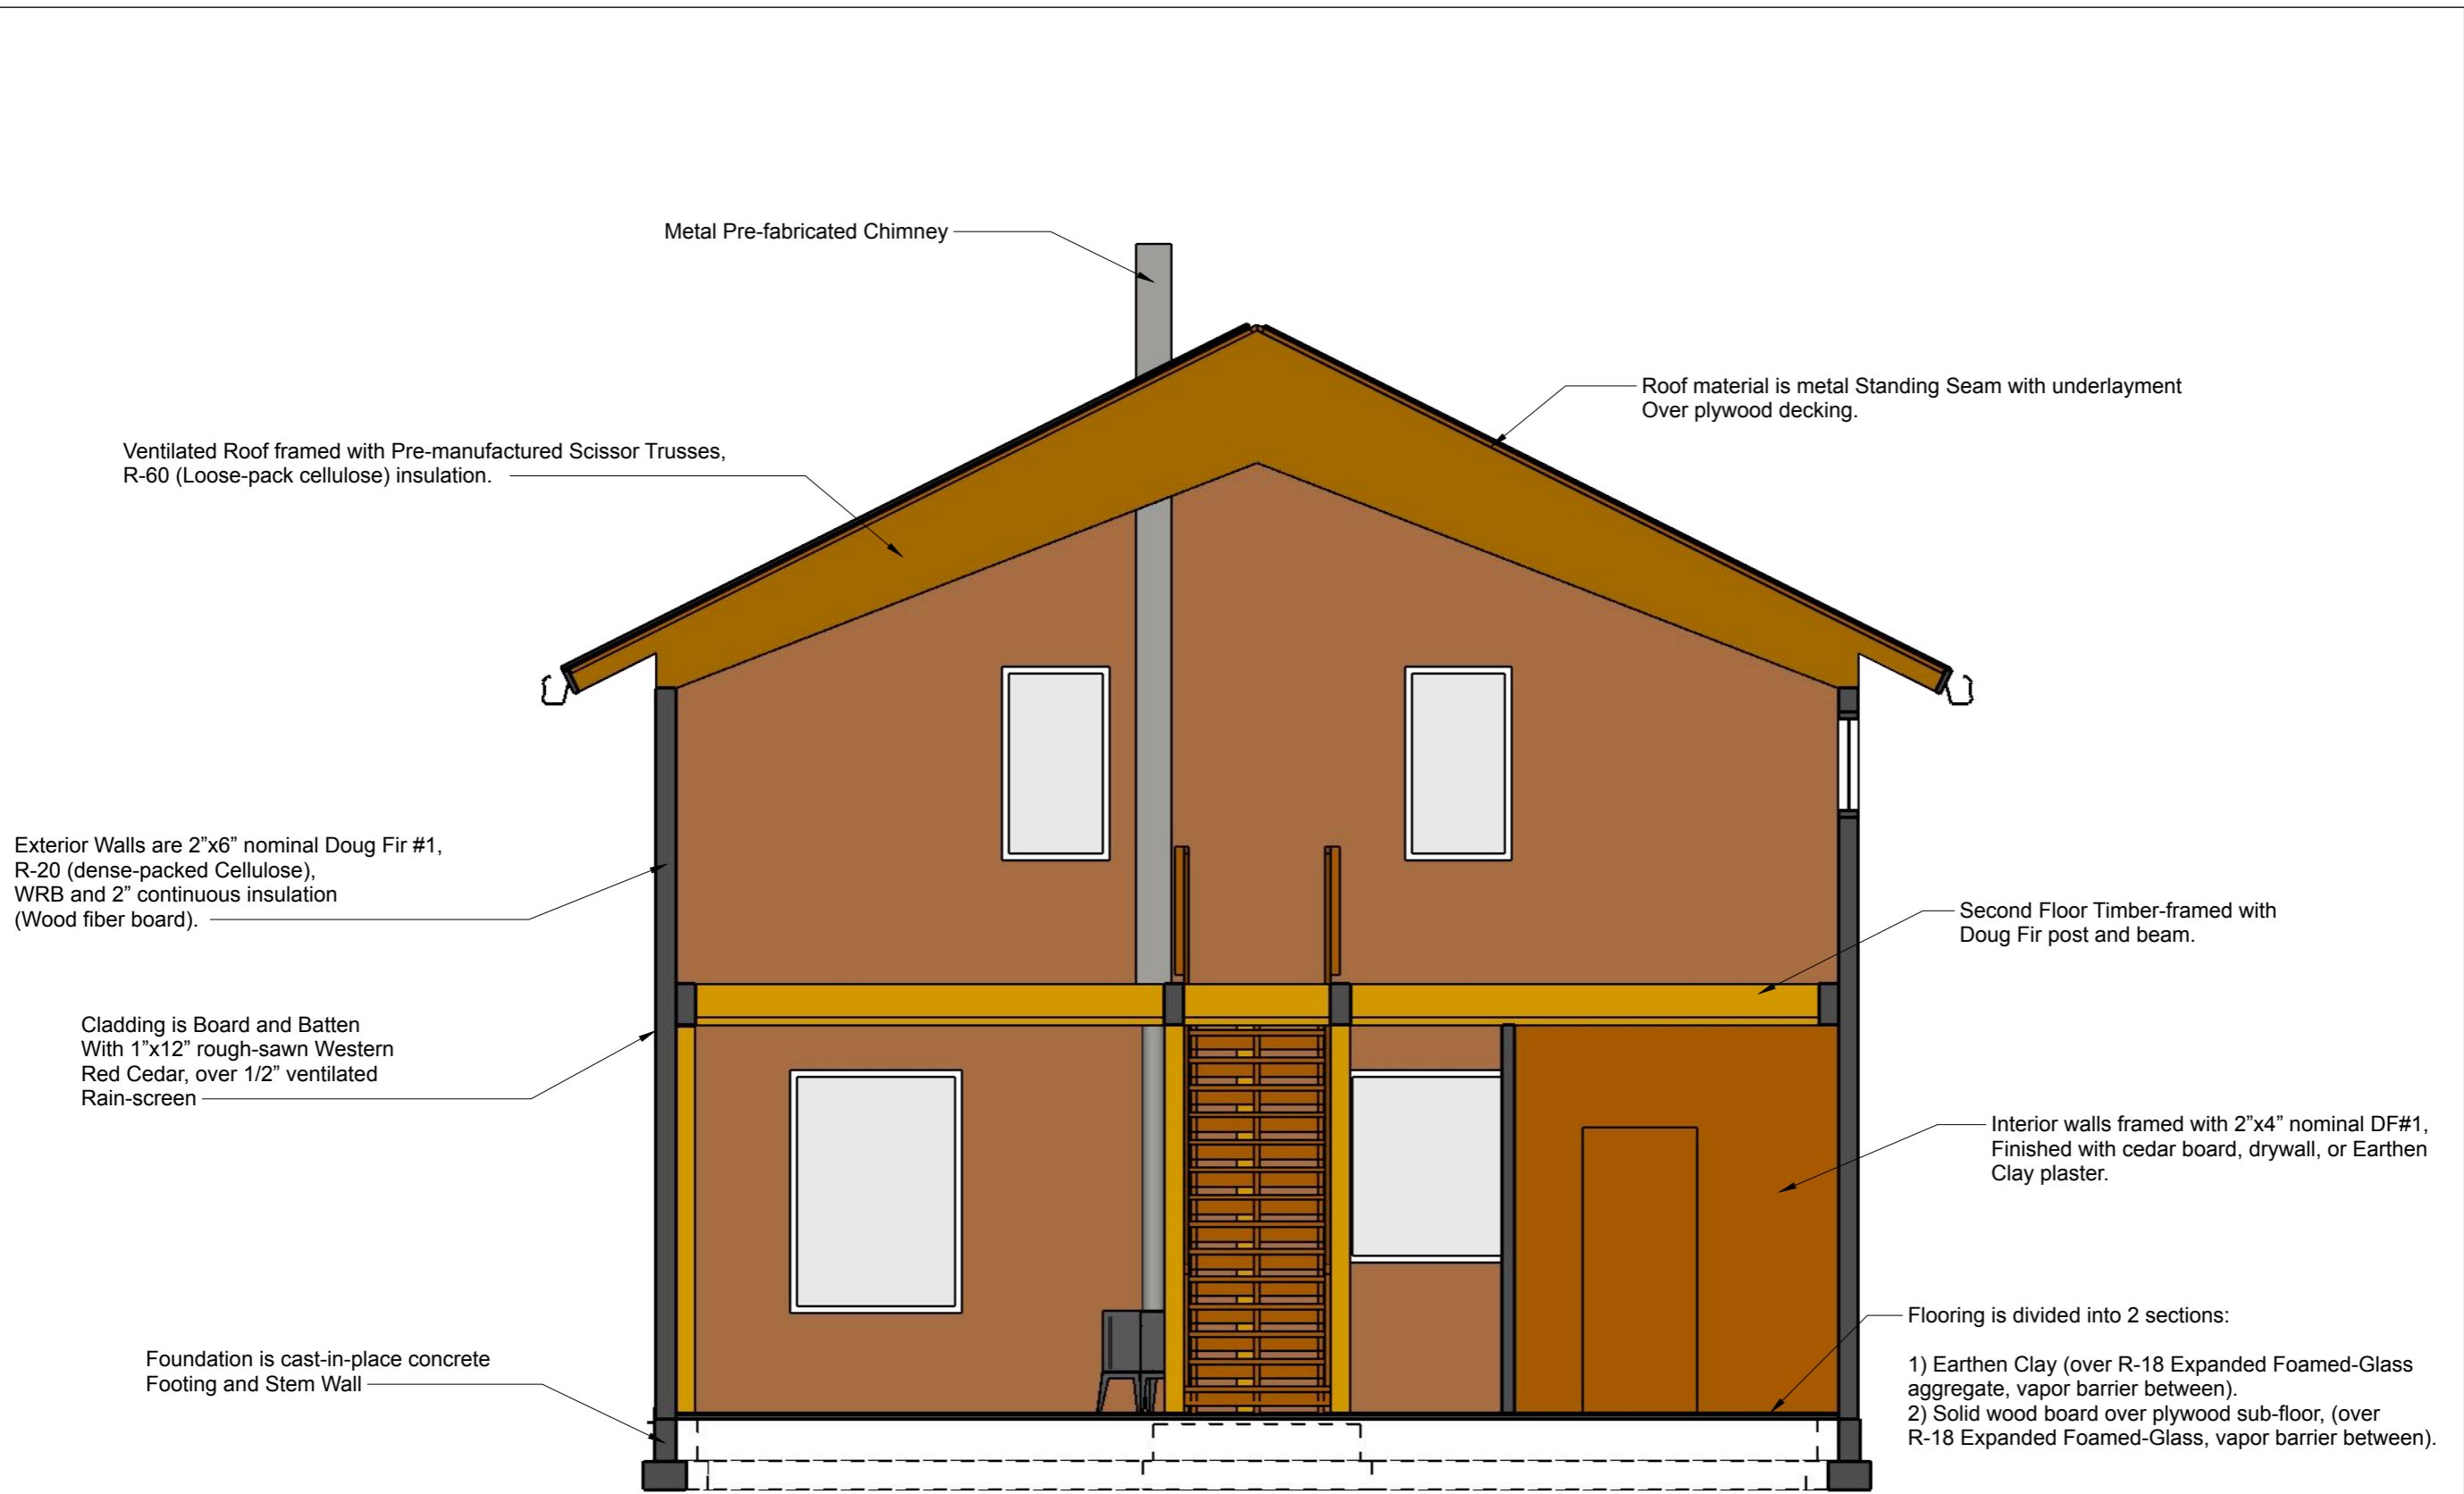 Metal Pre-fabricated Chimney
Roof material is metal Standing Seam with underlayment
Over plywood decking.
Ventilated Roof framed with Pre-manufactured Scissor Trusses,
R-60 (Loose-pack cellulose) insulation.
Exterior Walls are 2”x6” nominal Doug Fir #1,
R-20 (dense-packed Cellulose),
WRB and 2” continuous insulation
(Wood fiber board).
Second Floor Timber-framed with
Doug Fir post and beam.
Cladding is Board and Batten
With 1”x12” rough-sawn Western
Red Cedar, over 1/2” ventilated
Rain-screen
Interior walls framed with 2”x4” nominal DF#1,
Finished with cedar board, drywall, or Earthen
Clay plaster.
Foundation is cast-in-place concrete
Footing and Stem Wall
Flooring is divided into 2 sections:
1) Earthen Clay (over R-18 Expanded Foamed-Glass
aggregate, vapor barrier between).
2) Solid wood board over plywood sub-floor, (over
R-18 Expanded Foamed-Glass, vapor barrier between).